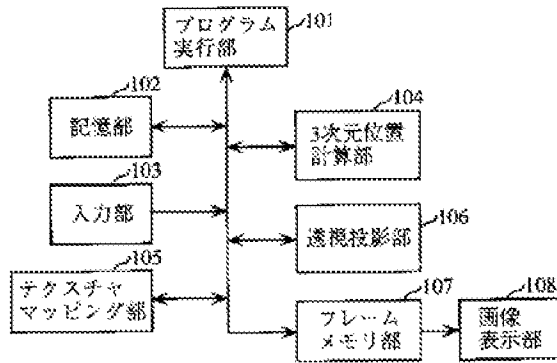 101
プログラム
実行部
102
記憶部
104
3次元位置
計算部
103
入力部
106
透視投影部
105
テクスチャ
マッピング部
107
フレーム
メモリ部
108
画像
表示部